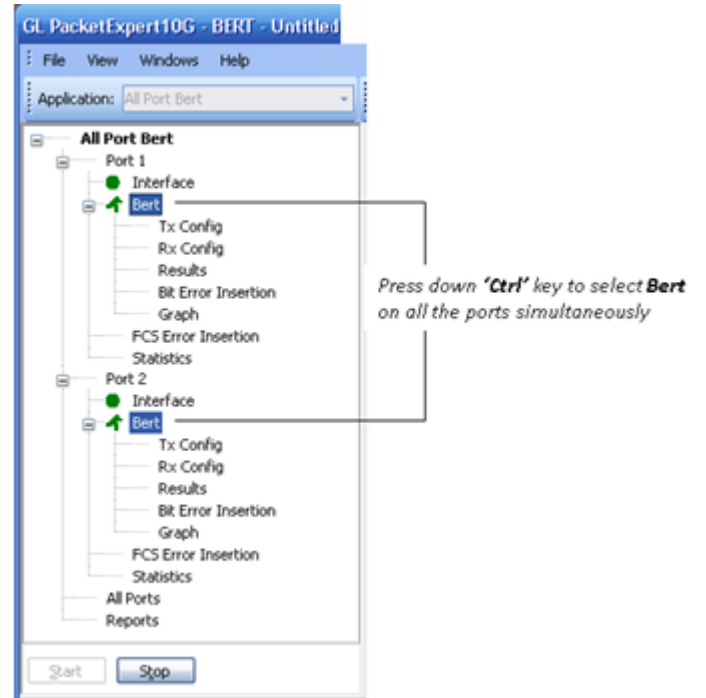 GL PacketExpert10G - BERT - Untitled
File View Windows Help
Application: All Port Bert
All Port Bert
Port 1
Interface
Bert
Tx Config
Rx Config
Results
Bit Error Insertion
Graph
FCS Error Insertion
Statistics
Port 2
Interface
Bert
Tx Config
Rx Config
Results
Bit Error Insertion
Graph
FCS Error Insertion
Statistics
All Ports
Reports
Start Stop
Press down ‘Ctrl’ key to select Bert
on all the ports simultaneously